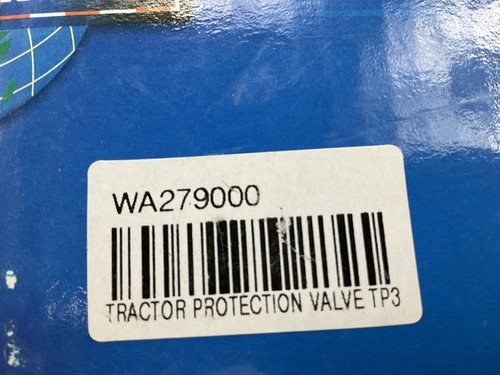 WA279000
TRACTOR PROTECTION VALVE TP3